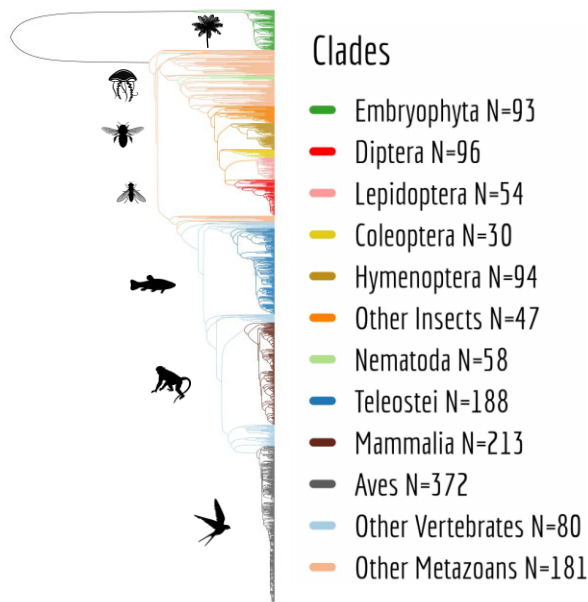 Clades
Embryophyta N=93
Diptera N=96
Lepidoptera N=54
Coleoptera N=30
Hymenoptera N=94
Other Insects N=47
Nematoda N=58
Teleostei N=188
Mammalia N=213
Aves N=372
Other Vertebrates N=80
Other Metazoans N=181